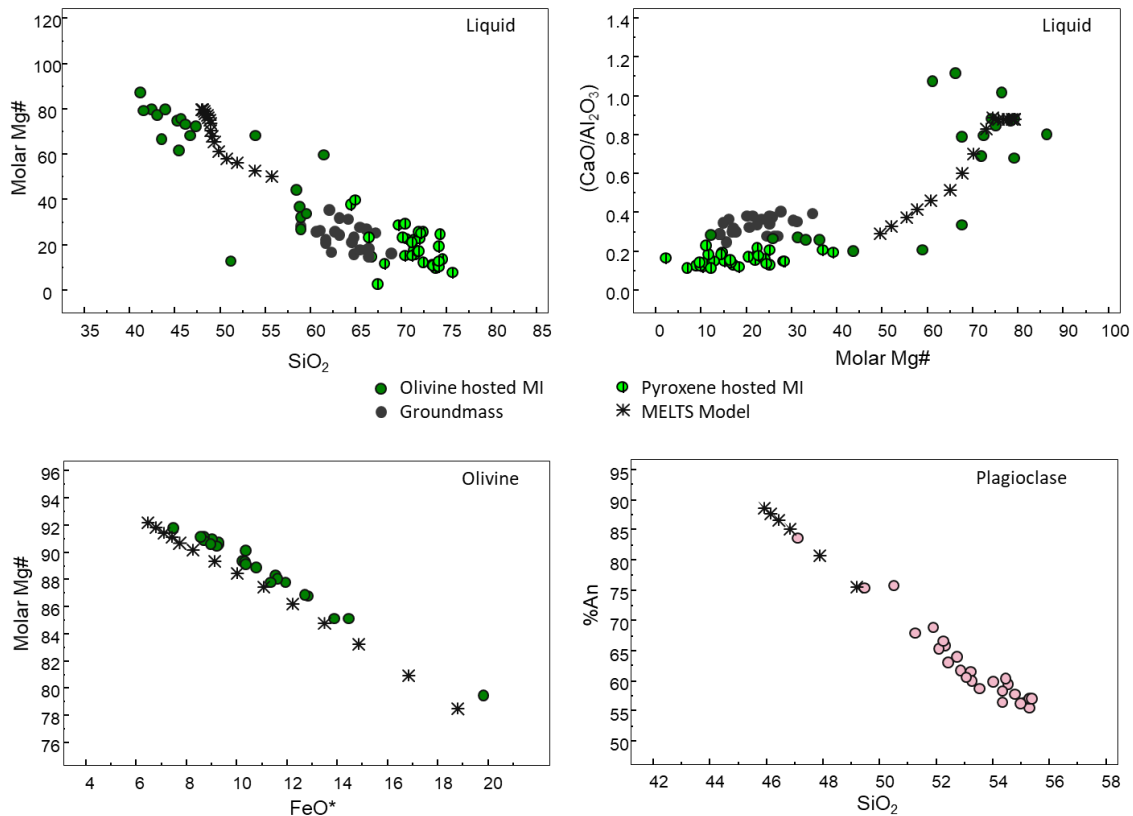 Liquid
120
100
80
60
40
20
0
Molar Mg#
35 40 45 50 55 60 65 70 75 80 85
SiO₂
Liquid
1.4
1.2
1.0
0.8
0.6
0.4
0.2
0.0
(CaO/Al₂O₃)
0 10 20 30 40 50 60 70 80 90 100
Molar Mg#
Olivine hosted MI
Pyroxene hosted MI
Groundmass
MELTS Model
Olivine
96
94
92
90
88
86
84
82
80
78
76
Molar Mg#
4 6 8 10 12 14 16 18 20
FeO*
Plagioclase
95
90
85
80
75
70
65
60
55
50
%An
42 44 46 48 50 52 54 56 58
SiO₂